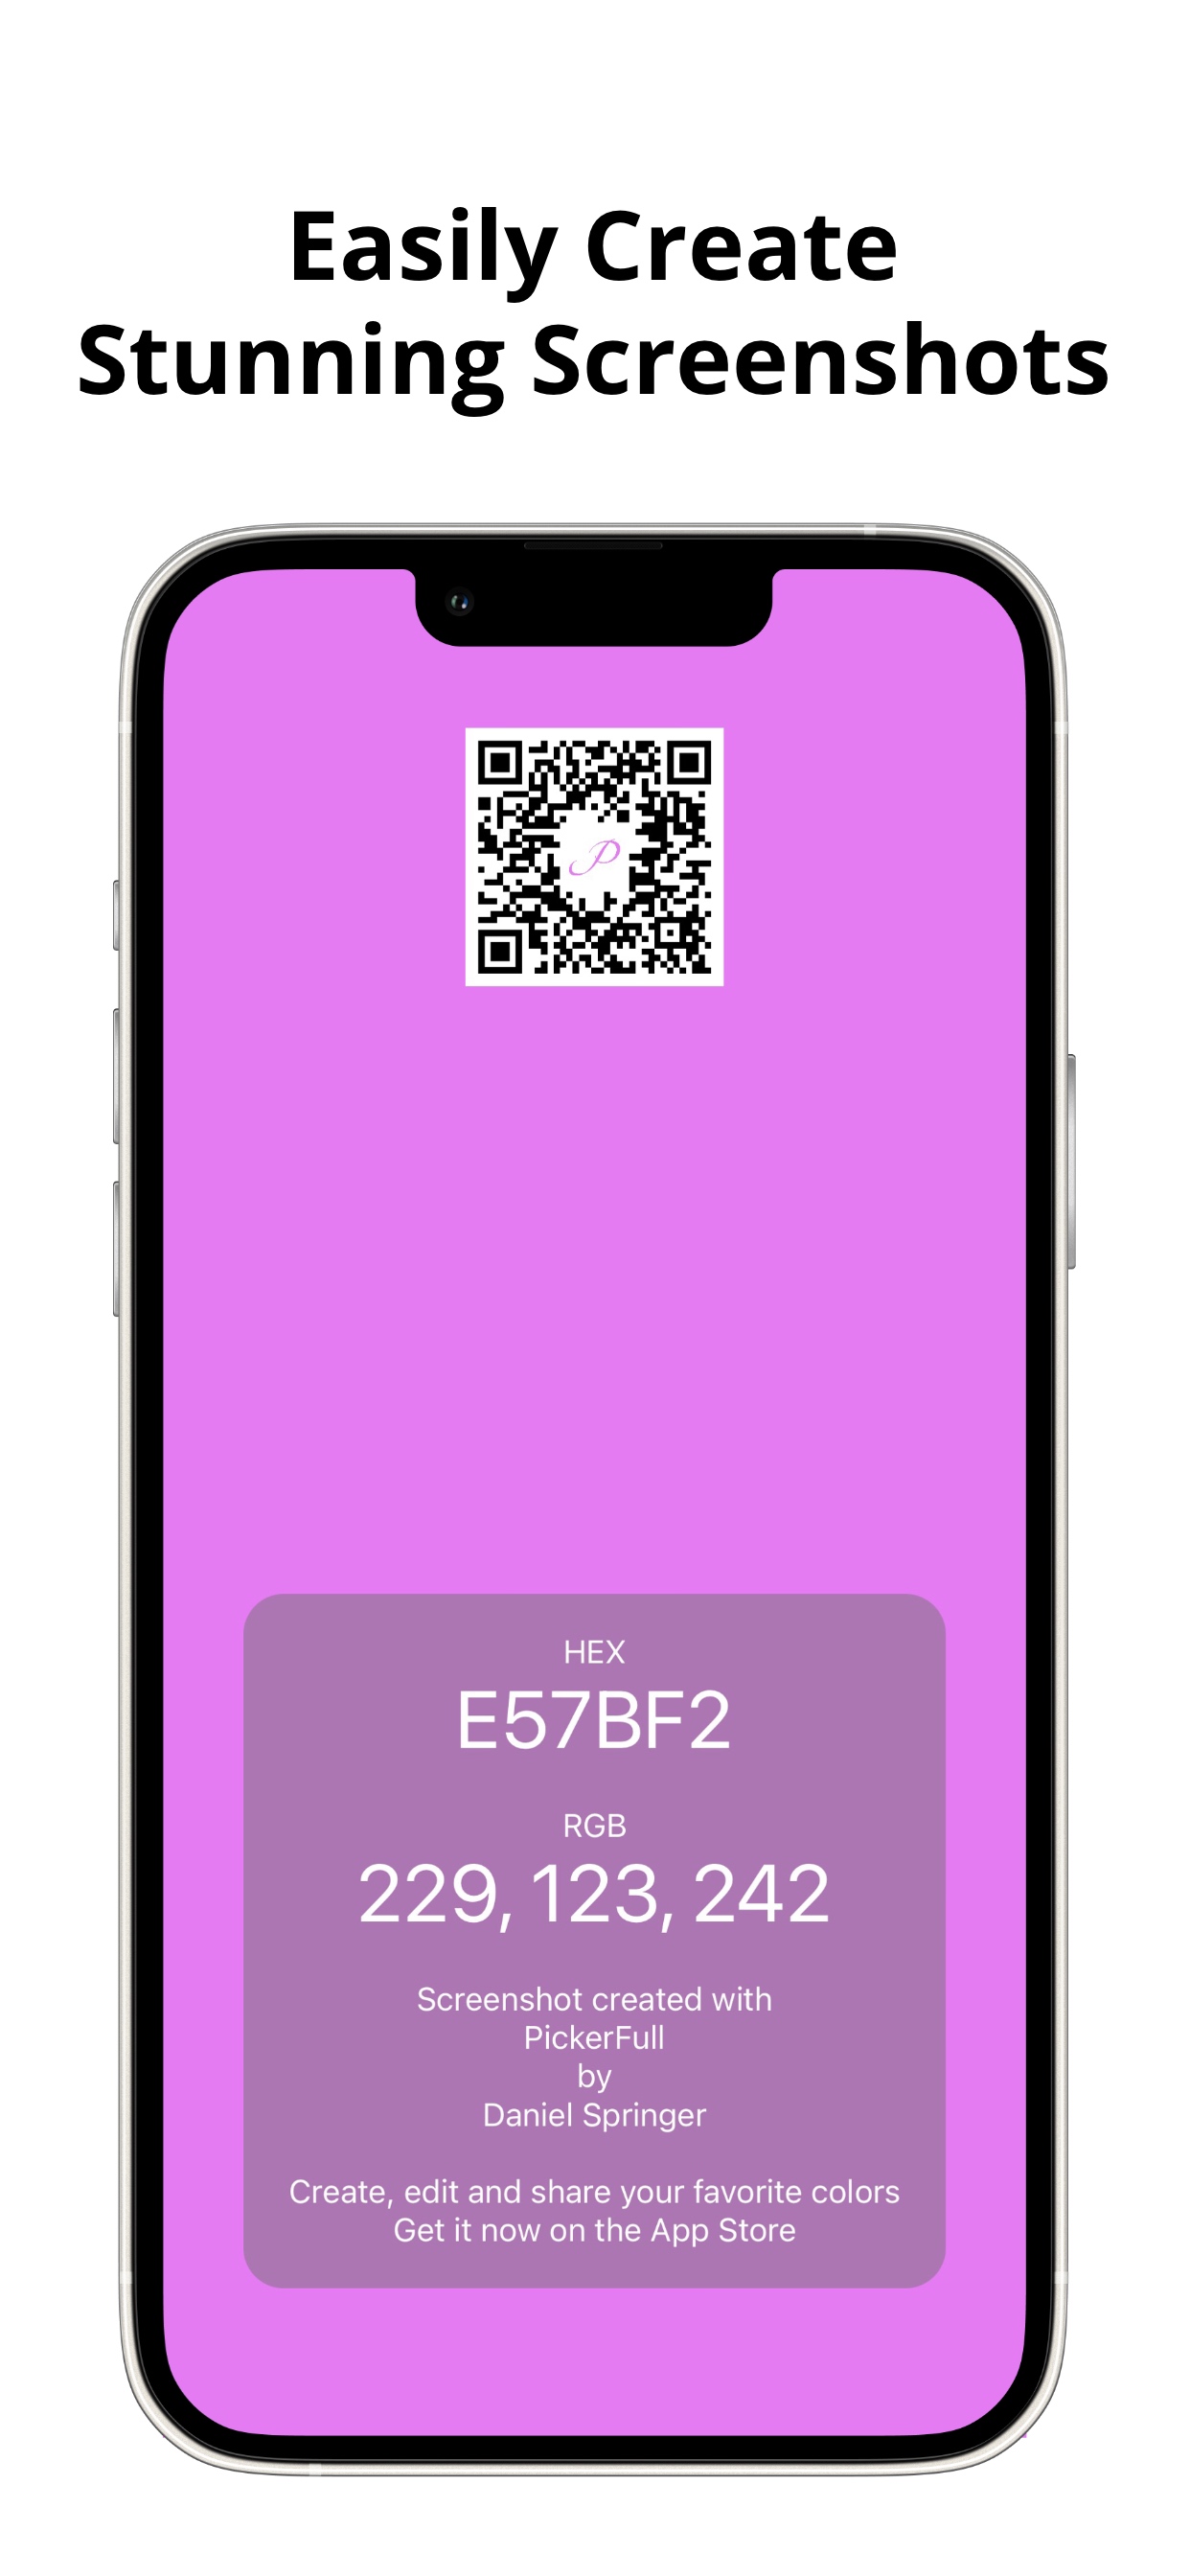 Easily Create
Stunning Screenshots
P
HEX
E57BF2
RGB
229, 123, 242
Screenshot created with
PickerFull
by
Daniel Springer
Create, edit and share your favorite colors
Get it now on the App Store